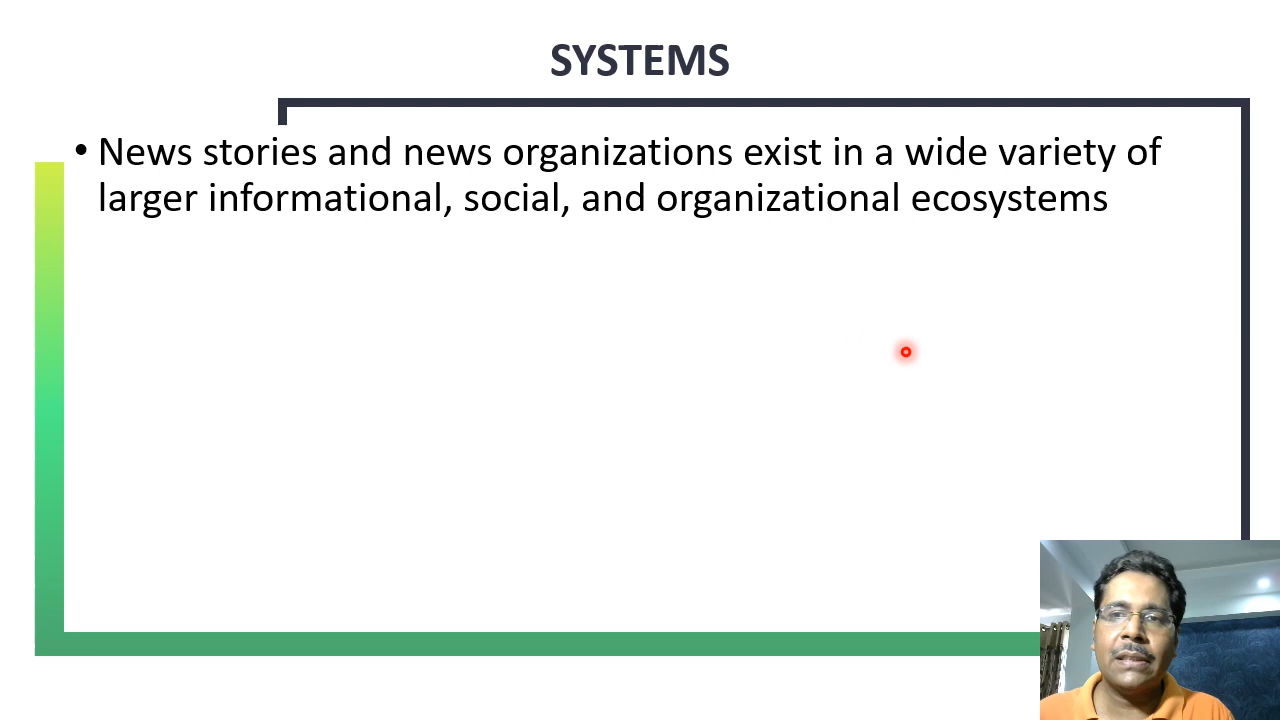 SYSTEMS
• News stories and news organizations exist in a wide variety of
larger informational, social, and organizational ecosystems